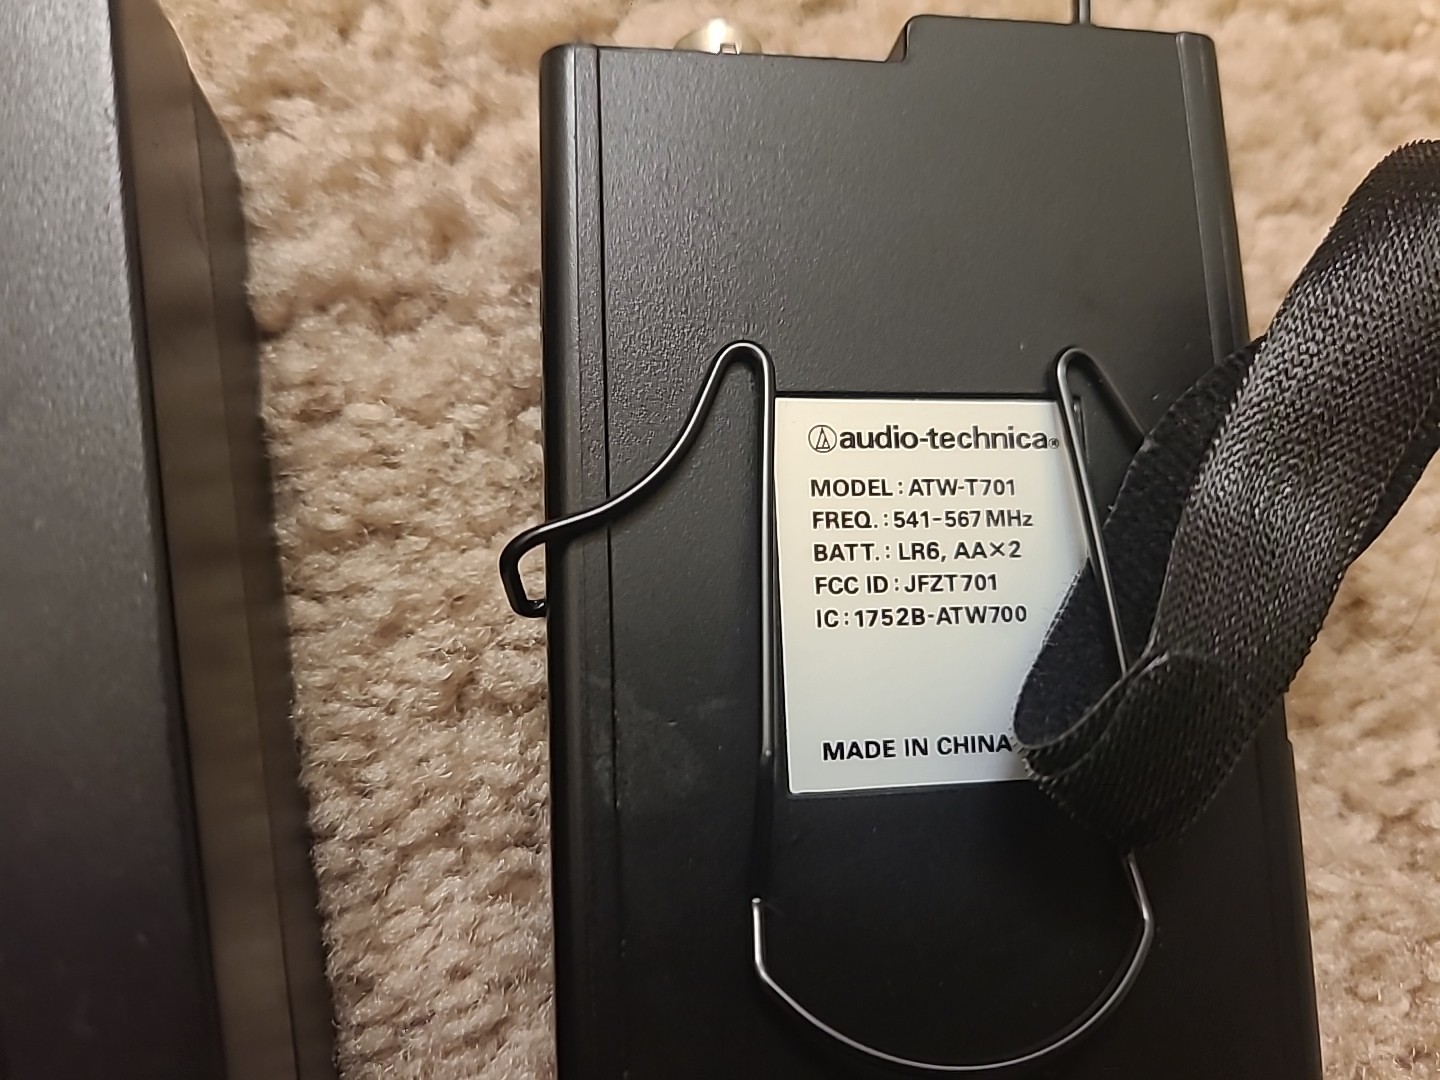 audio-technica®
MODEL: ATW-T701
FREQ.: 541-567 MHz
BATT.: LR6, AA×2
FCC ID: JFZT701
IC: 1752B-ATW700
MADE IN CHINA